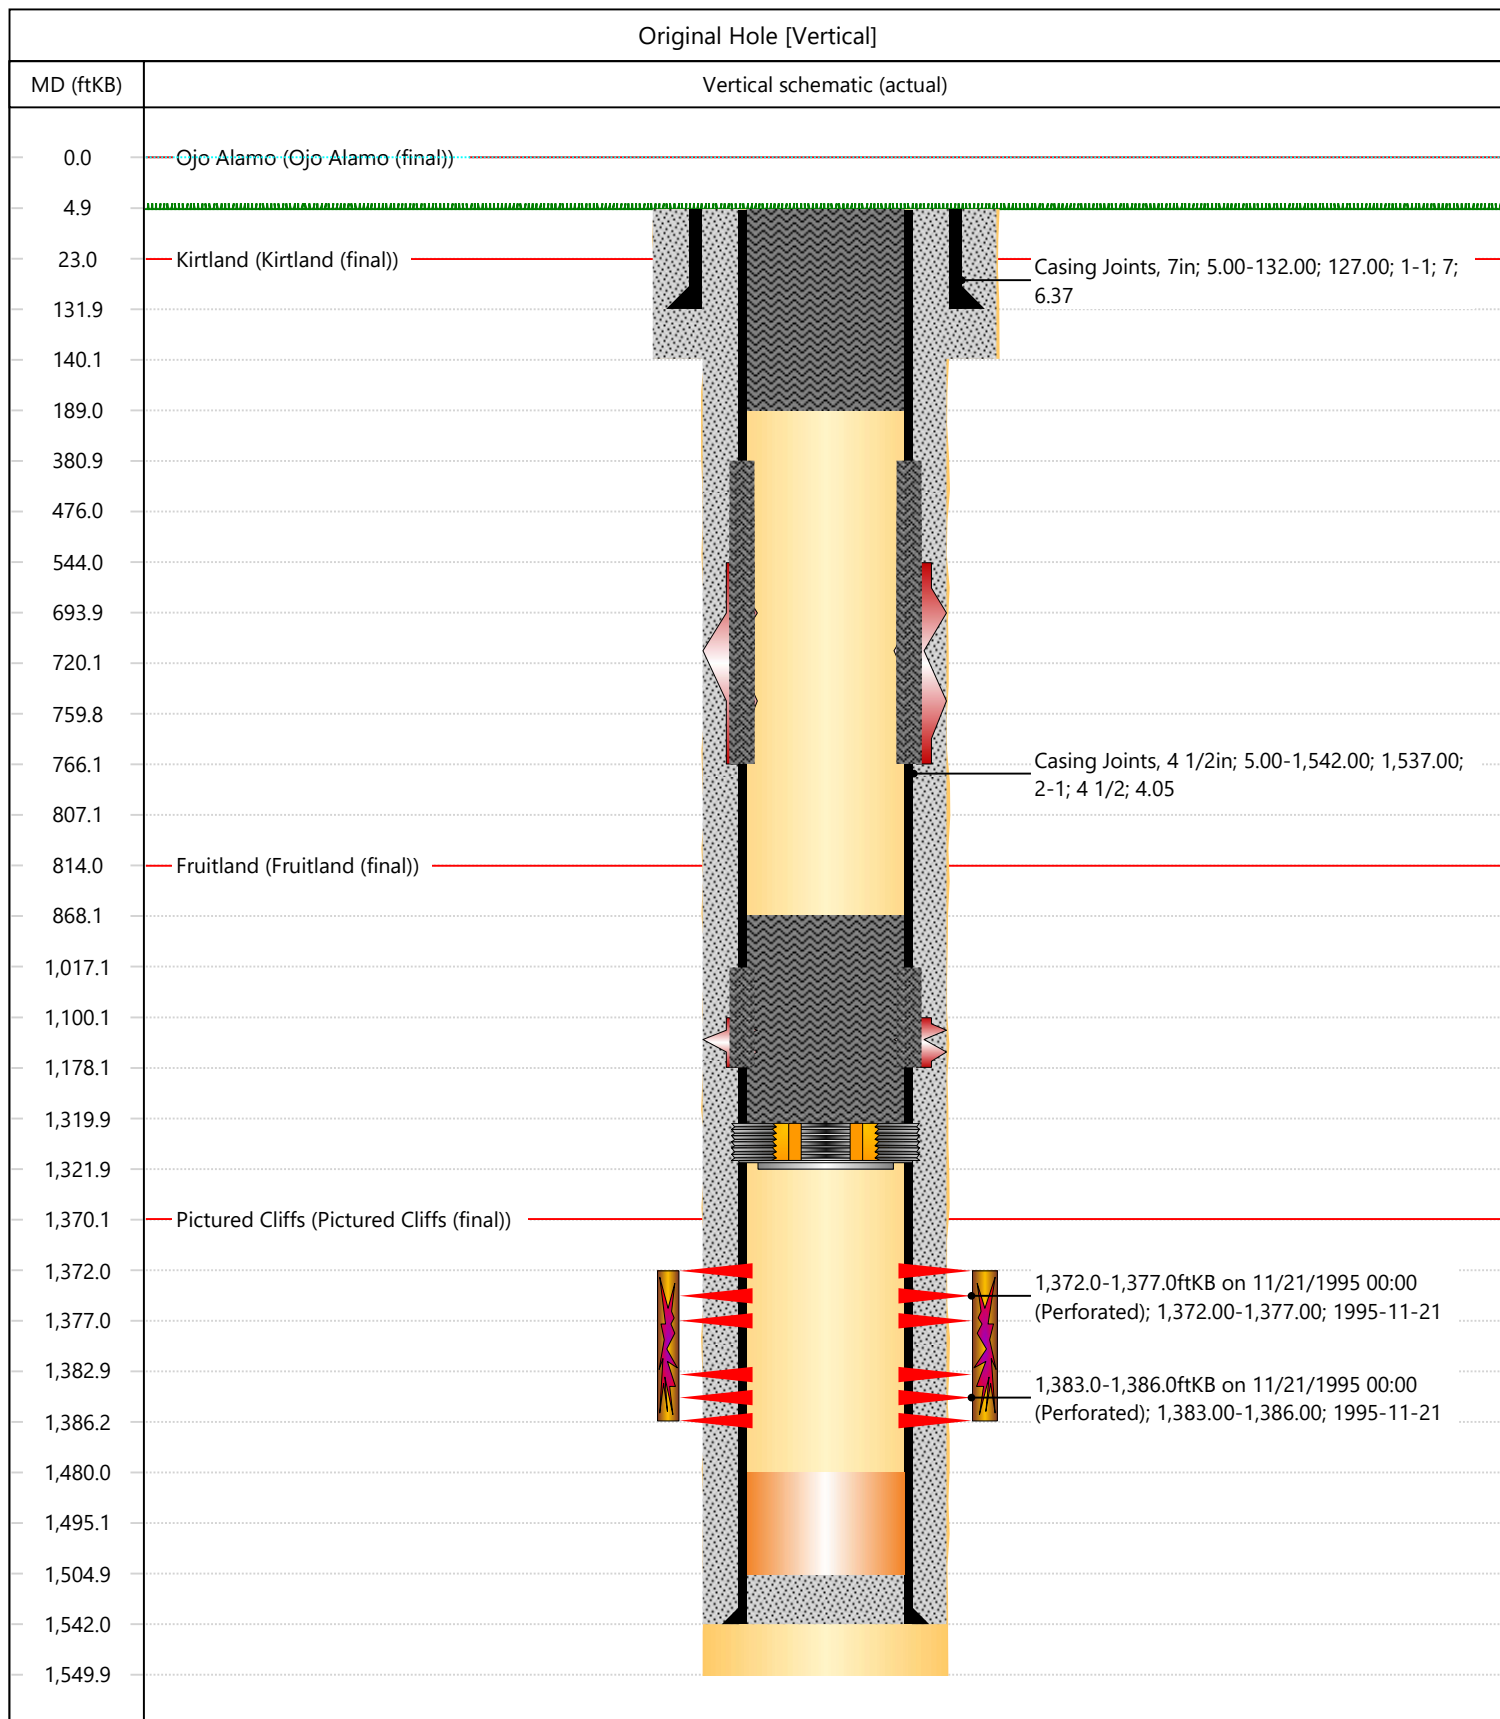 Original Hole [Vertical]
MD (ftKB)
Vertical schematic (actual)
0.0
Ojo Alamo (Ojo Alamo (final))
4.9
23.0
Kirtland (Kirtland (final))
Casing Joints, 7in; 5.00-132.00; 127.00; 1-1; 7;
6.37
131.9
140.1
189.0
380.9
476.0
544.0
693.9
720.1
759.8
766.1
Casing Joints, 4 1/2in; 5.00-1,542.00; 1,537.00;
2-1; 4 1/2; 4.05
807.1
814.0
Fruitland (Fruitland (final))
868.1
1,017.1
1,100.1
1,178.1
1,319.9
1,321.9
1,370.1
Pictured Cliffs (Pictured Cliffs (final))
1,372.0
1,372.0-1,377.0ftKB on 11/21/1995 00:00
(Perforated); 1,372.00-1,377.00; 1995-11-21
1,377.0
1,382.9
1,383.0-1,386.0ftKB on 11/21/1995 00:00
(Perforated); 1,383.00-1,386.00; 1995-11-21
1,386.2
1,480.0
1,495.1
1,504.9
1,542.0
1,549.9